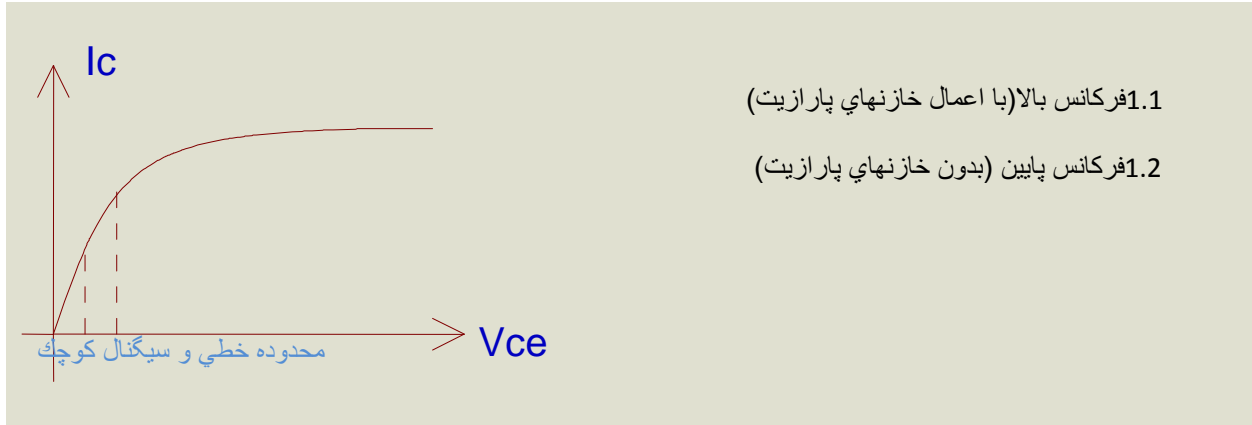 Ic
1.1فركانس بالا(با اعمال خازنهاي پارازيت)
1.2فركانس پايين (بدون خازنهاي پارازيت)
Vce
محدوده خطي و سيگنال كوچك